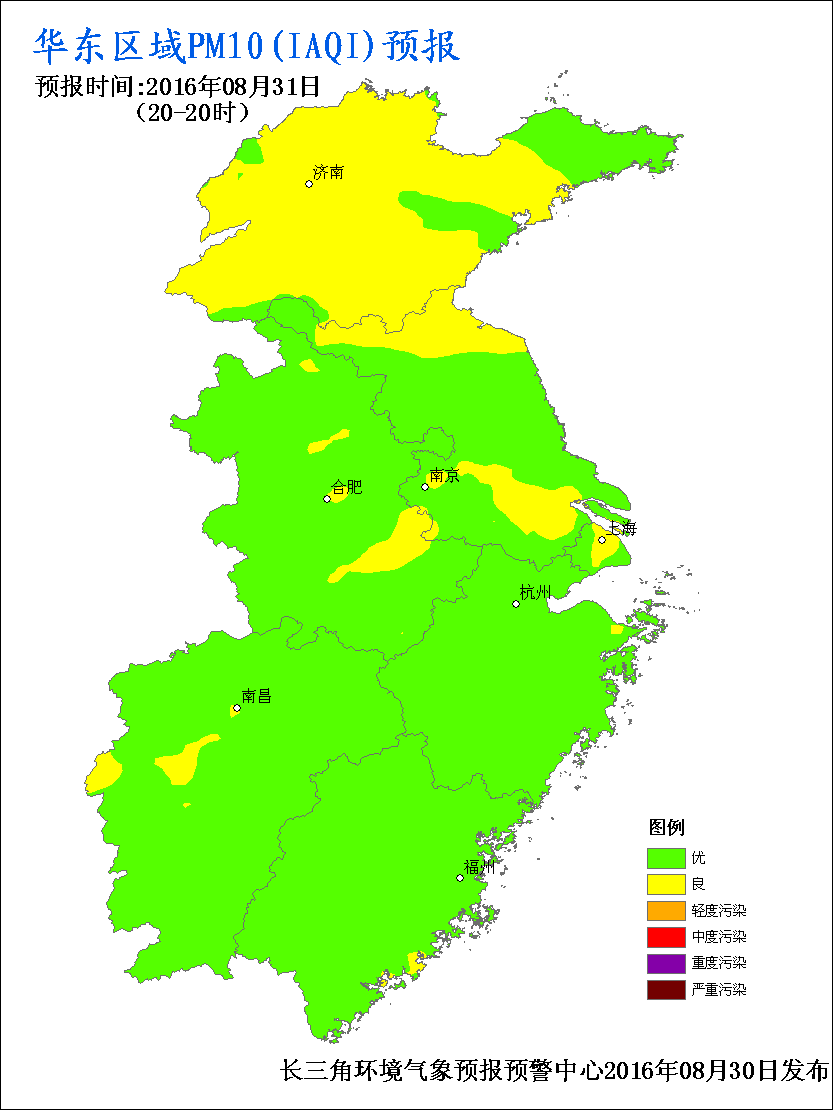 华东区域PM10(IAQI)预报
预报时间:2016年08月31日
(20-20时)
济南
南京
合肥
上海
杭州
南昌
福州
图例
优
良
轻度污染
中度污染
重度污染
严重污染
长三角环境气象预报预警中心2016年08月30日发布